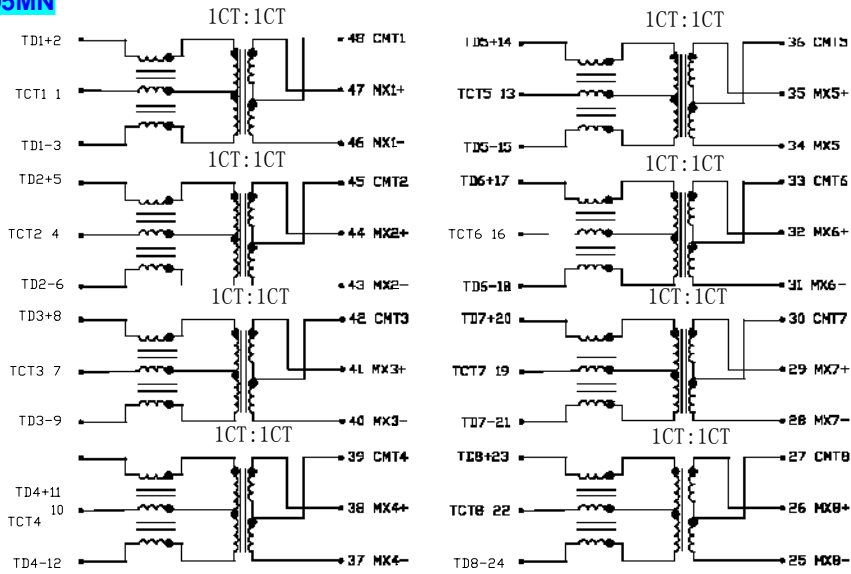 05MN
1CT:1CT
TD1+2
48 CMT1
TCT1 1
47 NX1+
TD1-3
46 NX1-
1CT:1CT
TD2+5
45 CMT2
TCT2 4
44 MX2+
TD2-6
43 MX2-
1CT:1CT
TD3+8
42 CMT3
TCT3 7
41 MX3+
TD3-9
40 MX3-
1CT:1CT
39 CMT4
TD4+11
10
TCT4
38 MX4+
TD4-12
37 MX4-
1CT:1CT
TD5+14
36 CMT5
TCT5 13
35 MX5+
TD5-15
34 MX5
1CT:1CT
TD6+17
33 CMT6
TCT6 16
32 MX6+
TD6-18
31 MX6-
1CT:1CT
TD7+20
30 CMT7
TCT7 19
29 MX7+
TD7-21
28 MX7-
1CT:1CT
TD8+23
27 CMT8
TCT8 22
26 MX8+
TD8-24
25 MX8-